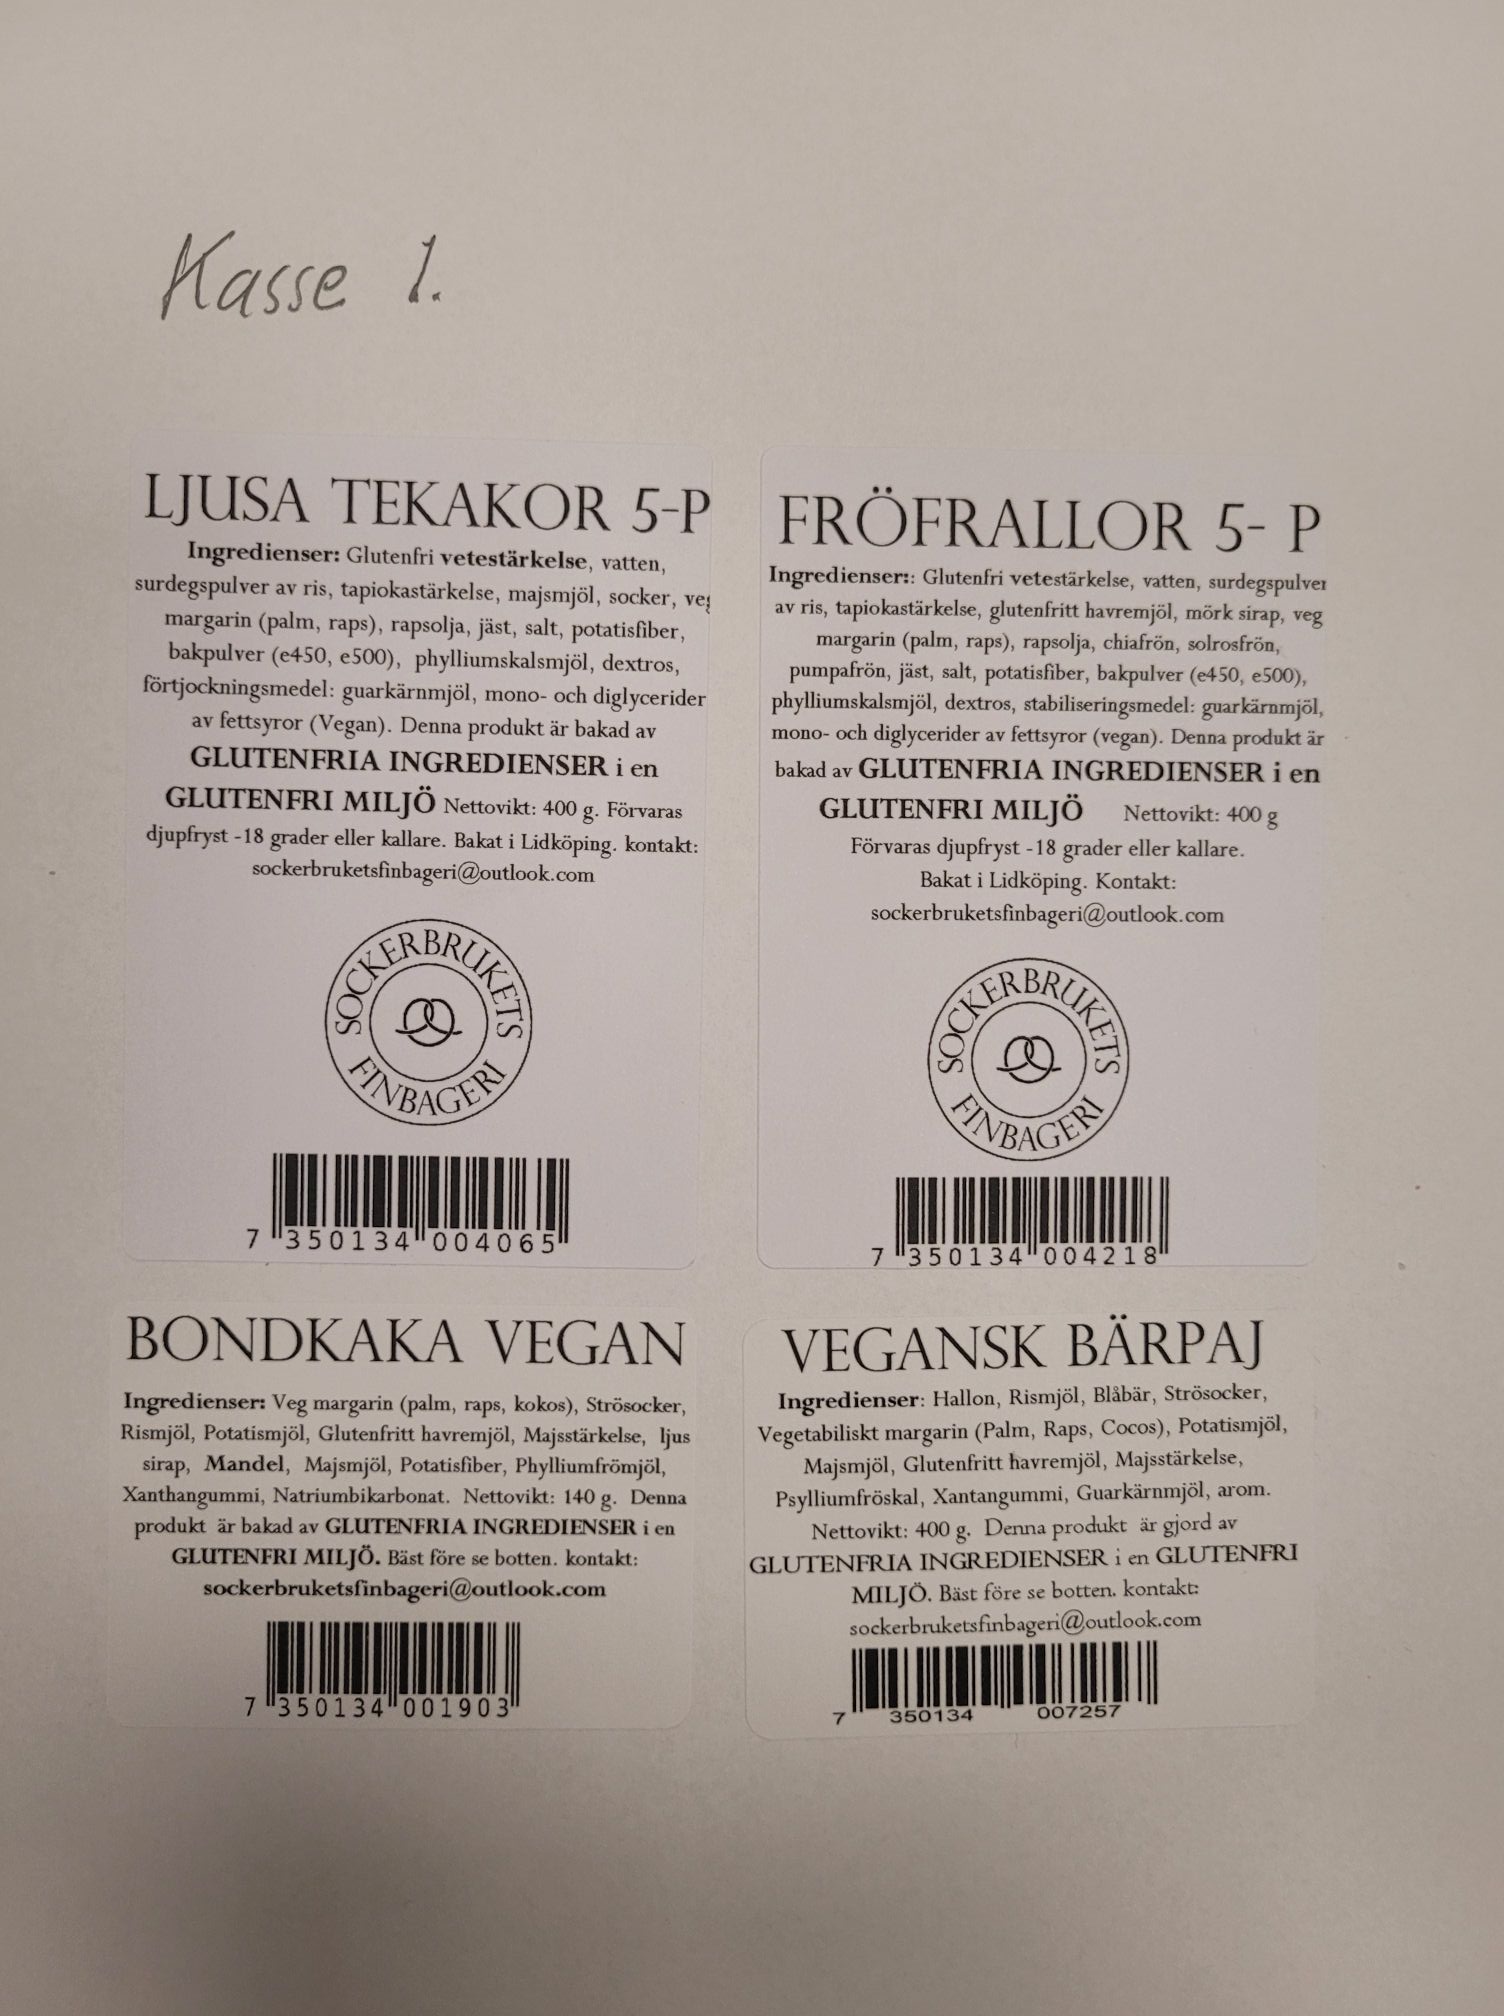 Kasse 1.
LJUSA TEKAKOR 5-P
Ingredienser: Glutenfri vetestärkelse, vatten,
surdegspulver av ris, tapiokastärkelse, majsmjöl, socker, veg
margarin (palm, raps), rapsolja, jäst, salt, potatisfiber,
bakpulver (e450, e500), phylliumskalsmjöl, dextros,
förtjockningsmedel: guarkärnmjöl, mono- och diglycerider
av fettsyror (Vegan). Denna produkt är bakad av
GLUTENFRIA INGREDIENSER i en
GLUTENFRI MILJÖ Nettovikt: 400 g. Förvaras
djupfryst -18 grader eller kallare. Bakat i Lidköping. kontakt:
sockerbruketsfinbageri@outlook.com
SOCKERBRUKETS
FINBAGERI
7 350134 004065
FRÖFRALLOR 5- P
Ingredienser:: Glutenfri vetestärkelse, vatten, surdegspulver
av ris, tapiokastärkelse, glutenfritt havremjöl, mörk sirap, veg
margarin (palm, raps), rapsolja, chiafrön, solrosfrön,
pumpafrön, jäst, salt, potatisfiber, bakpulver (e450, e500),
phylliumskalsmjöl, dextros, stabiliseringsmedel: guarkärnmjöl,
mono- och diglycerider av fettsyror (vegan). Denna produkt är
bakad av GLUTENFRIA INGREDIENSER i en
GLUTENFRI MILJÖ Nettovikt: 400 g
Förvaras djupfryst -18 grader eller kallare.
Bakat i Lidköping. Kontakt:
sockerbruketsfinbageri@outlook.com
SOCKERBRUKETS
FINBAGERI
7 350134 004218
BONDKAKA VEGAN
Ingredienser: Veg margarin (palm, raps, kokos), Strösocker,
Rismjöl, Potatismjöl, Glutenfritt havremjöl, Majsstärkelse, ljus
sirap, Mandel, Majsmjöl, Potatisfiber, Phylliumfrömjöl,
Xanthangummi, Natriumbikarbonat. Nettovikt: 140 g. Denna
produkt är bakad av GLUTENFRIA INGREDIENSER i en
GLUTENFRI MILJÖ. Bäst före se botten. kontakt:
sockerbruketsfinbageri@outlook.com
7 350134 001903
VEGANSK BÄRPAJ
Ingredienser: Hallon, Rismjöl, Blåbär, Strösocker,
Vegetabiliskt margarin (Palm, Raps, Cocos), Potatismjöl,
Majsmjöl, Glutenfritt havremjöl, Majsstärkelse,
Psylliumfröskal, Xantangummi, Guarkärnmjöl, arom.
Nettovikt: 400 g. Denna produkt är gjord av
GLUTENFRIA INGREDIENSER i en GLUTENFRI
MILJÖ. Bäst före se botten. kontakt:
sockerbruketsfinbageri@outlook.com
7 350134 007257